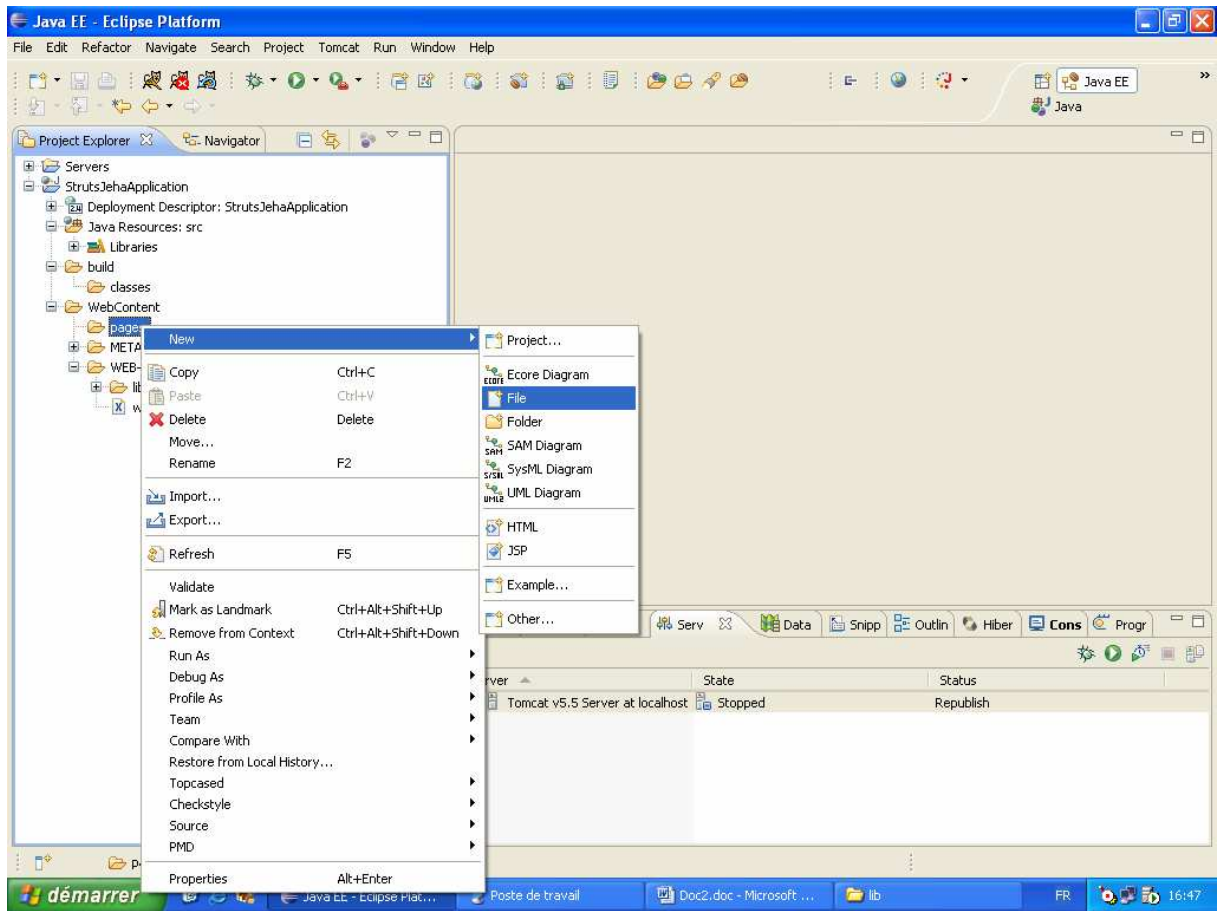 Java EE - Eclipse Platform
File Edit Refactor Navigate Search Project Tomcat Run Window Help
Java EE
»
Java
Project Explorer
Navigator
Servers
StrutsJehaApplication
Deployment Descriptor: StrutsJehaApplication
Java Resources: src
Libraries
build
classes
WebContent
pages
META
WEB-
lib
w
New
Copy Ctrl+C
Paste Ctrl+V
Delete Delete
Move...
Rename F2
Import...
Export...
Refresh F5
Validate
Mark as Landmark Ctrl+Alt+Shift+Up
Remove from Context Ctrl+Alt+Shift+Down
Run As
Debug As
Profile As
Team
Compare With
Restore from Local History...
Topcased
Checkstyle
Source
PMD
Properties Alt+Enter
Project...
Ecore Diagram
File
Folder
SAM Diagram
SysML Diagram
UML Diagram
HTML
JSP
Example...
Other...
Serv Data Snipp Outlin Hiber Cons Progr
rver State Status
Tomcat v5.5 Server at localhost Stopped Republish
démarrer Java EE - Eclipse Plat... Poste de travail Doc2.doc - Microsoft ... lib FR 16:47